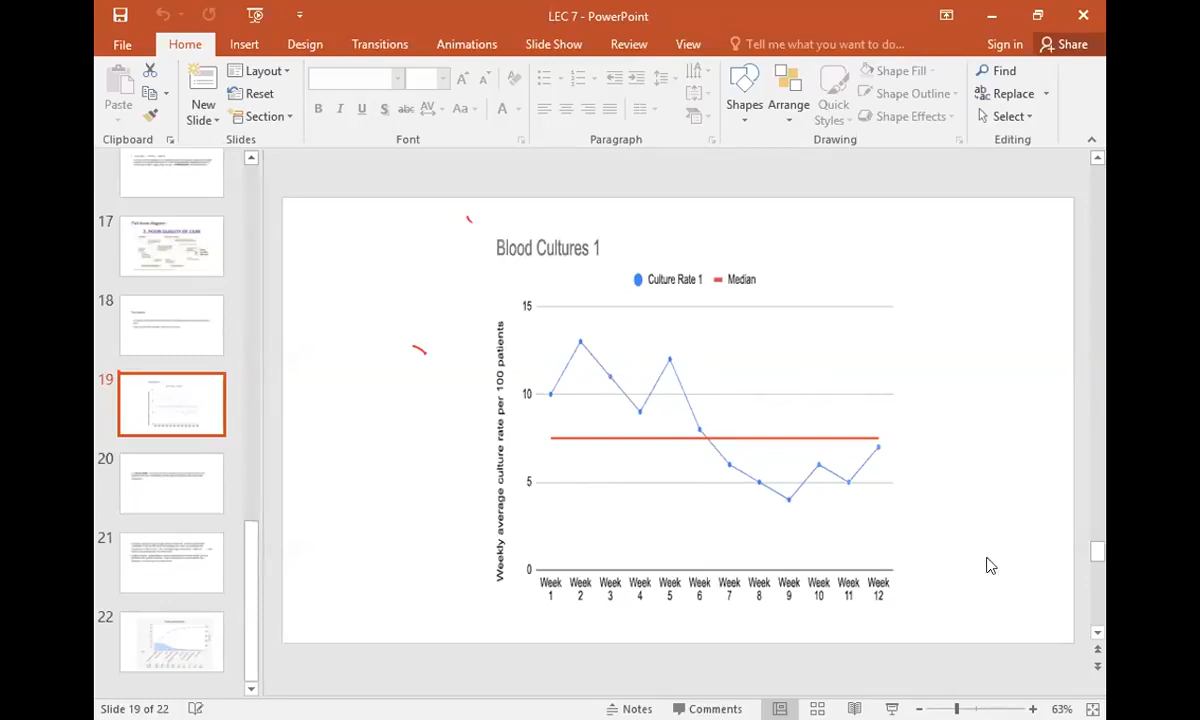 LEC 7 - PowerPoint
File Home Insert Design Transitions Animations Slide Show Review View Tell me what you want to do... Sign in Share
Paste
New
Slide
Layout
Reset
Section
B I U S abc AV Aa A
Shapes Arrange Quick
Styles
Shape Fill
Shape Outline
Shape Effects
Find
Replace
Select
Clipboard Slides Font Paragraph Drawing Editing
17
18
19
20
21
22
Blood Cultures 1
Culture Rate 1 Median
Weekly average culture rate per 100 patients
15
10
5
0
Week 1
Week 2
Week 3
Week 4
Week 5
Week 6
Week 7
Week 8
Week 9
Week 10
Week 11
Week 12
Slide 19 of 22 Notes Comments 63%